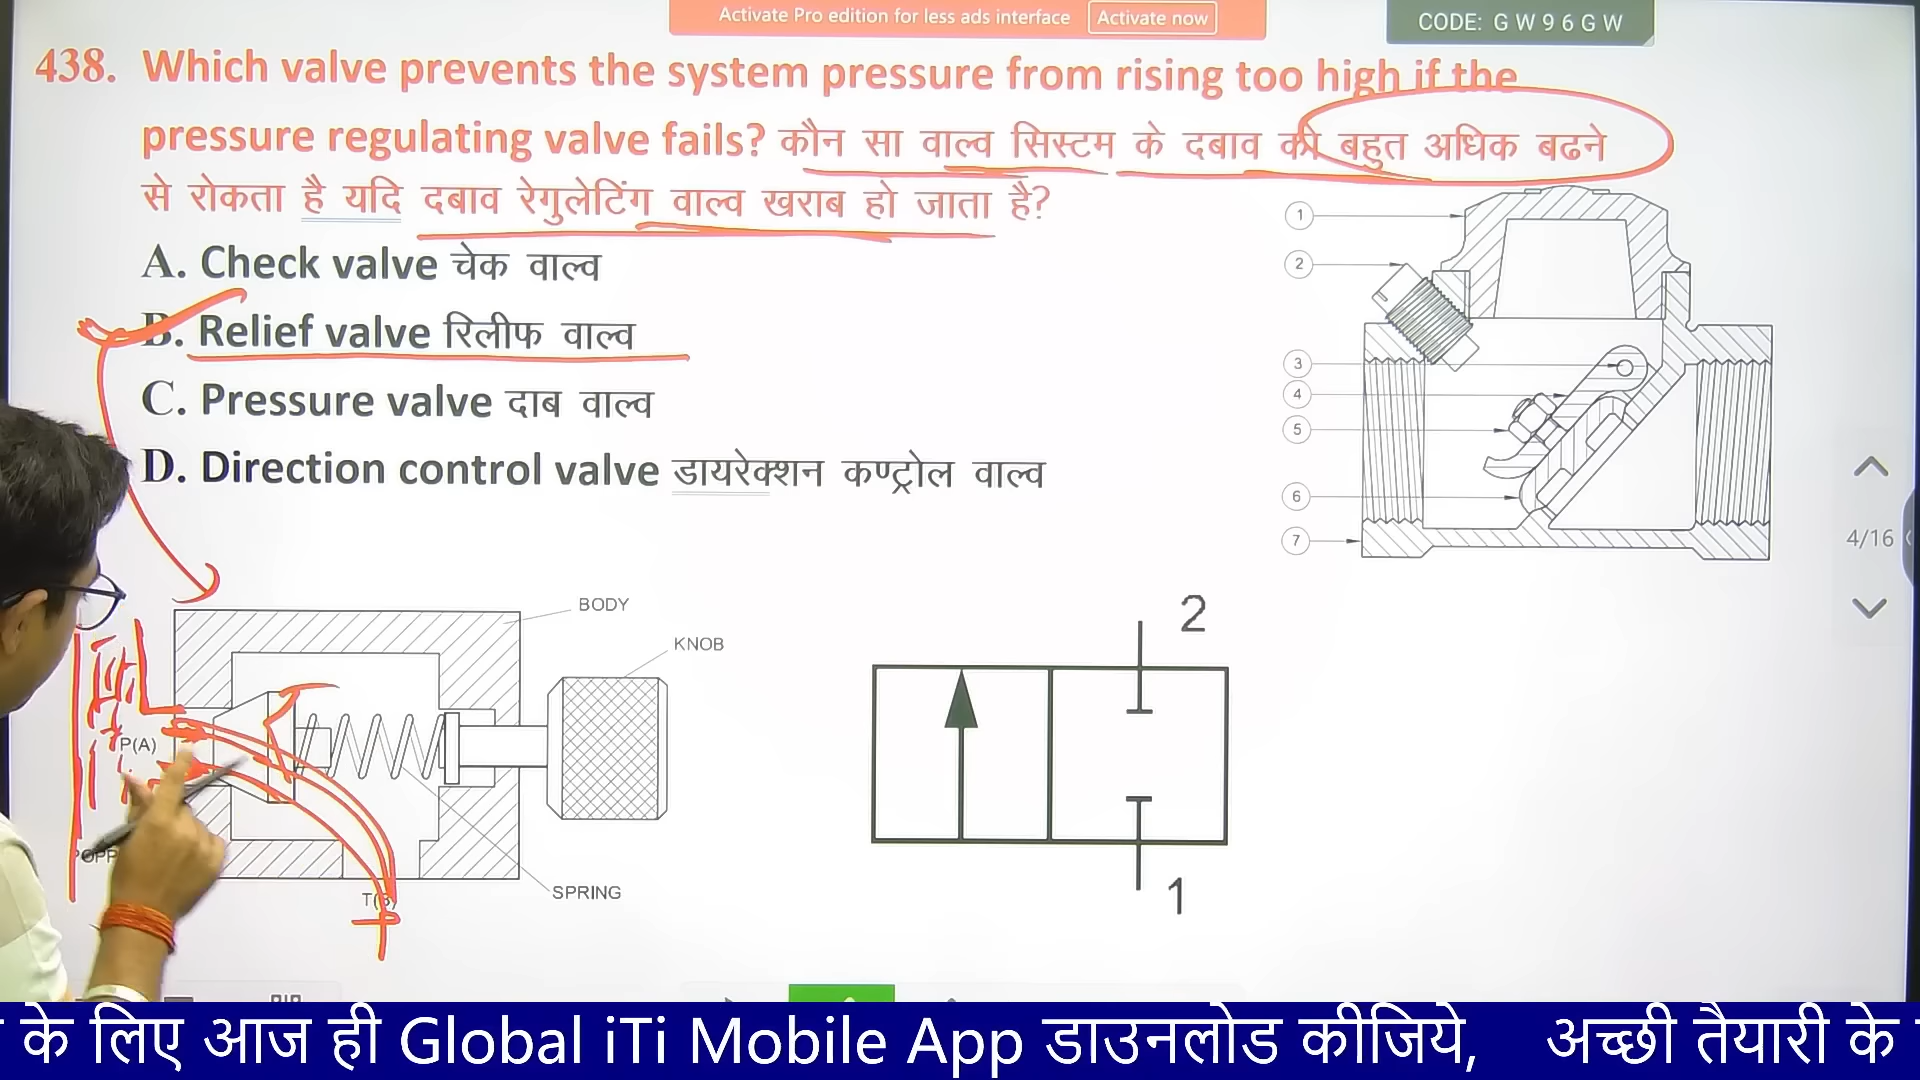 Activate Pro edition for less ads interface Activate now
CODE: G W 9 6 G W
438. Which valve prevents the system pressure from rising too high if the
pressure regulating valve fails? कौन सा वाल्व सिस्टम के दबाव को बहुत अधिक बढने
से रोकता है यदि दबाव रेगुलेटिंग वाल्व खराब हो जाता है?
A. Check valve चेक वाल्व
B. Relief valve रिलीफ वाल्व
C. Pressure valve दाब वाल्व
D. Direction control valve डायरेक्शन कण्ट्रोल वाल्व
1
2
3
4
5
6
7
4/16
BODY
KNOB
P(A)
SPRING
2
1
के लिए आज ही Global iTi Mobile App डाउनलोड कीजिये, अच्छी तैयारी के